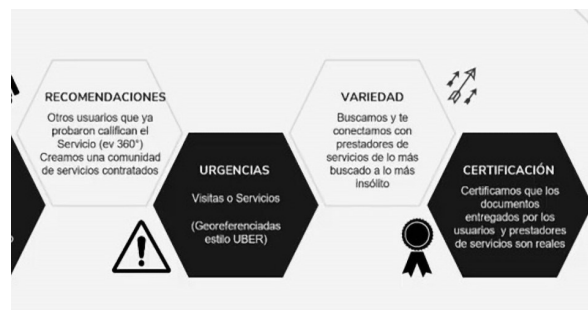 RECOMENDACIONES
Otros usuarios que ya
probaron califican el
Servicio (ev 360°)
Creamos una comunidad
de servicios contratados
URGENCIAS
Visitas o Servicios
(Georeferenciadas
estilo UBER)
VARIEDAD
Buscamos y te
conectamos con
prestadores de
servicios de lo más
buscado a lo más
insólito
CERTIFICACIÓN
Certificamos que los
documentos
entregados por los
usuarios y prestadores
de servicios son reales